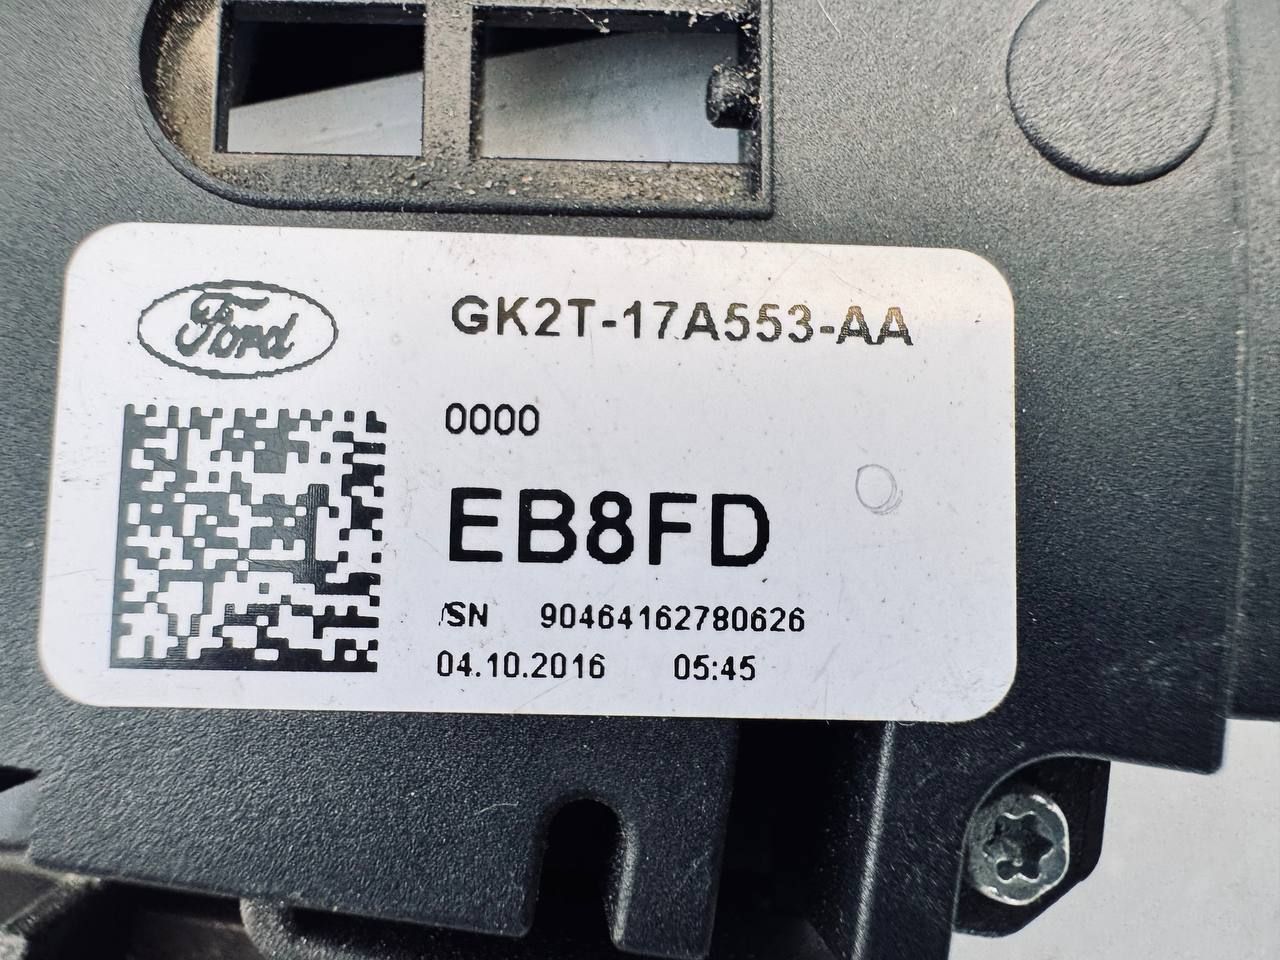 Ford
GK2T-17A553-AA
0000
EB8FD
SN 90464162780626
04.10.2016 05:45